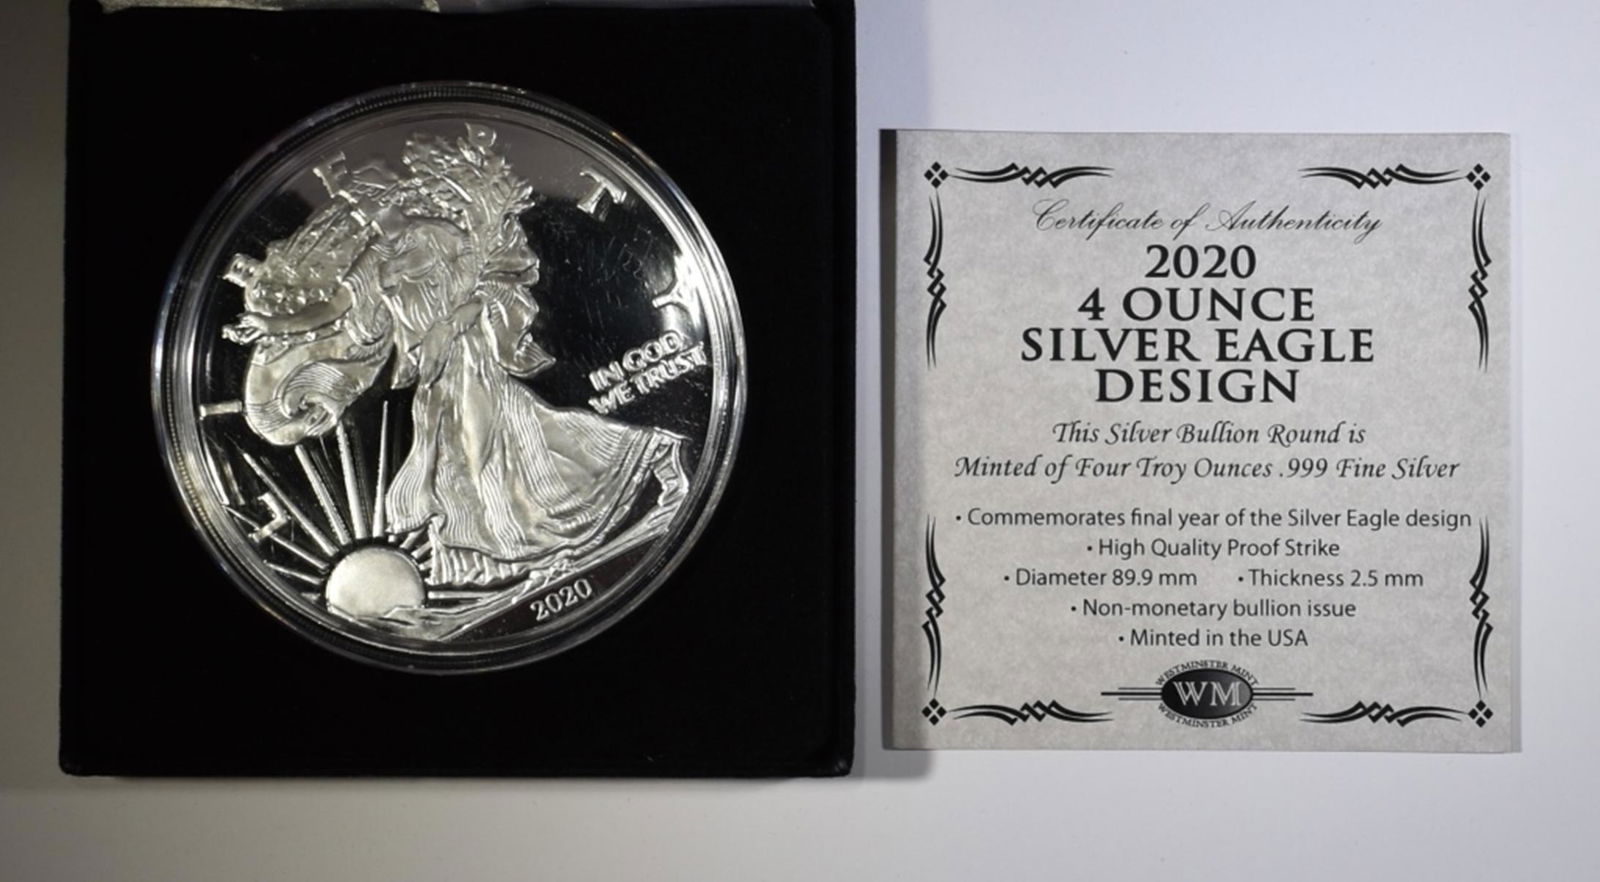 LIBERTY
IN GOD
WE TRUST
2020
Certificate of Authenticity
2020
4 OUNCE
SILVER EAGLE
DESIGN
This Silver Bullion Round is
Minted of Four Troy Ounces .999 Fine Silver
• Commemorates final year of the Silver Eagle design
• High Quality Proof Strike
• Diameter 89.9 mm • Thickness 2.5 mm
• Non-monetary bullion issue
• Minted in the USA
WESTMINSTER MINT
WM
WESTMINSTER MINT